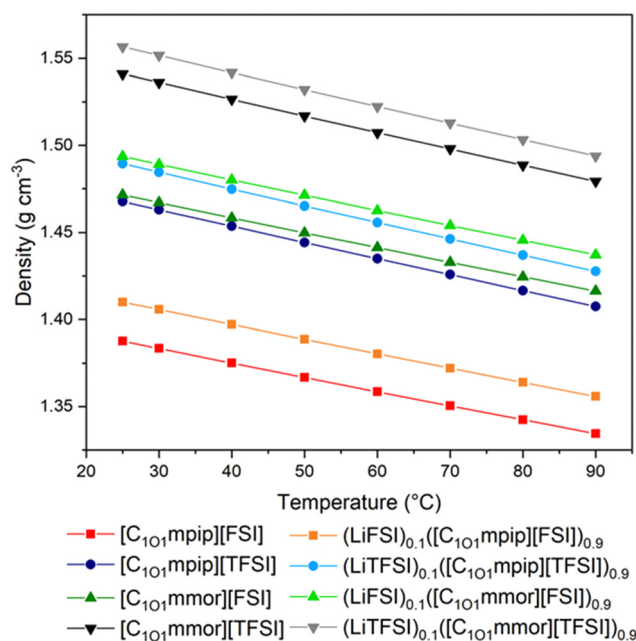 1.55
1.50
1.45
1.40
1.35
Density (g cm⁻³)
20 30 40 50 60 70 80 90
Temperature (°C)
[C₁O₁mpip][FSI] (LiFSI)₀.₁([C₁O₁mpip][FSI])₀.₉
[C₁O₁mpip][TFSI] (LiTFSI)₀.₁([C₁O₁mpip][TFSI])₀.₉
[C₁O₁mmor][FSI] (LiFSI)₀.₁([C₁O₁mmor][FSI])₀.₉
[C₁O₁mmor][TFSI] (LiTFSI)₀.₁([C₁O₁mmor][TFSI])₀.₉